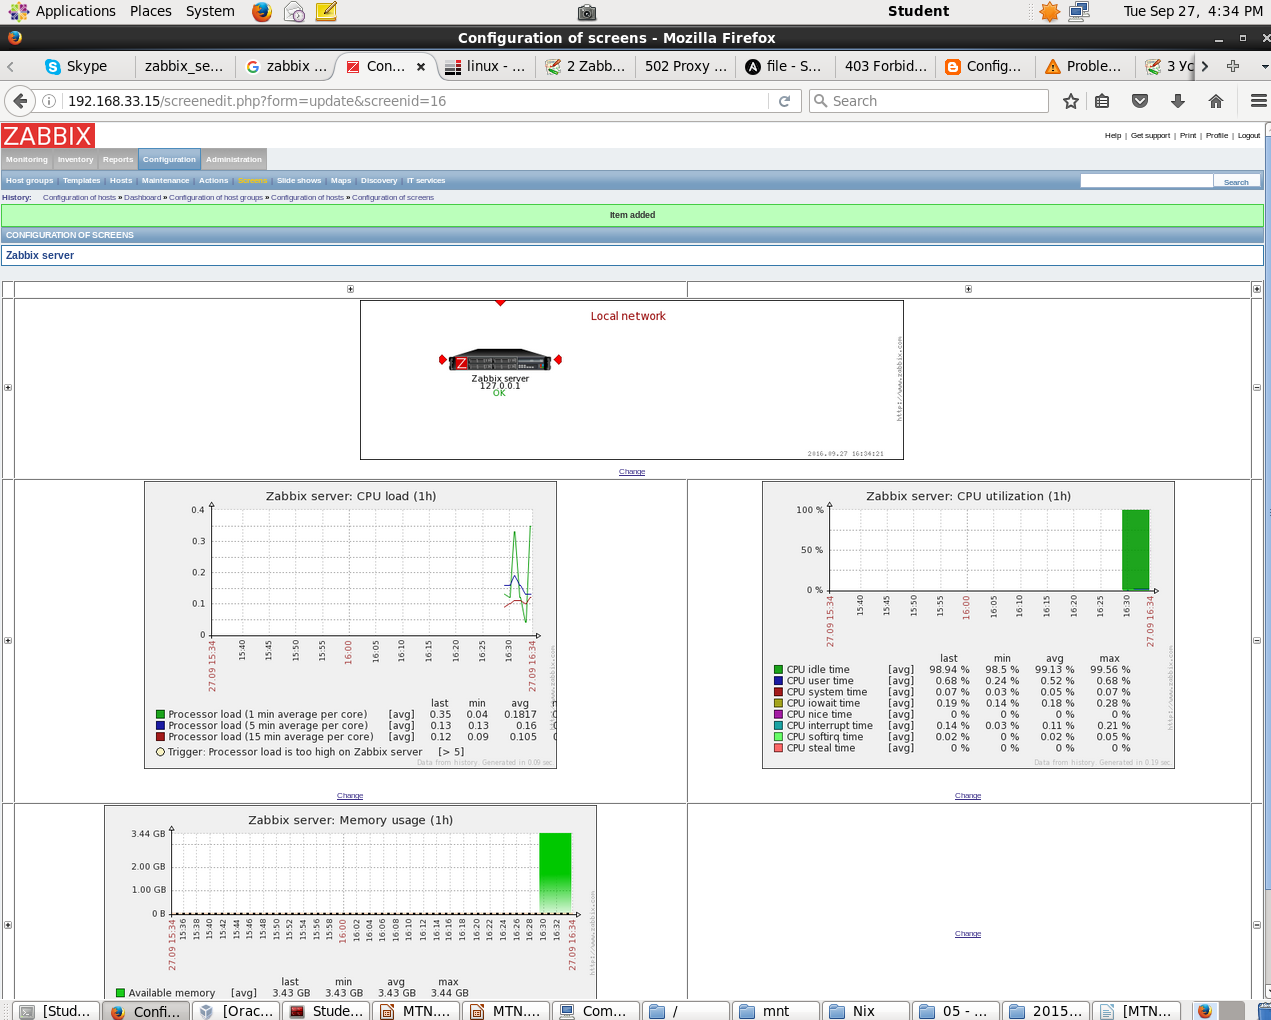 Applications Places System Student Tue Sep 27, 4:34 PM
Configuration of screens - Mozilla Firefox
Skype zabbix_se... zabbix ... Con... linux - ... 2 Zabb... 502 Proxy file - S... 403 Forbid... Config... Proble... 3 Yc
192.168.33.15/screenedit.php?form=update&screenid=16 Search
ZABBIX Help | Get support | Print | Profile | Logout
Monitoring Inventory Reports Configuration Administration
Host groups | Templates | Hosts | Maintenance | Actions | Screens | Slide shows | Maps | Discovery | IT services Search
History: Configuration of hosts » Dashboard » Configuration of host groups » Configuration of hosts » Configuration of screens
Item added
CONFIGURATION OF SCREENS
Zabbix server
Local network
Z
Zabbix server
127.0.0.1
OK
http://www.zabbix.com
2016.09.27 16:34:21
Change
Zabbix server: CPU load (1h)
0.4
0.3
0.2
0.1
0
27.09 15:34 15:40 15:45 15:50 15:55 16:00 16:05 16:10 16:15 16:20 16:25 16:30 27.09 16:34
last min avg
Processor load (1 min average per core) [avg] 0.35 0.04 0.1817
Processor load (5 min average per core) [avg] 0.13 0.13 0.16
Processor load (15 min average per core) [avg] 0.12 0.09 0.105
Trigger: Processor load is too high on Zabbix server [> 5]
Data from history. Generated in 0.09 sec
Change
Zabbix server: CPU utilization (1h)
100 %
50 %
0 %
27.09 15:34 15:40 15:45 15:50 15:55 16:00 16:05 16:10 16:15 16:20 16:25 16:30 27.09 16:34
last min avg max
CPU idle time [avg] 98.94 % 98.5 % 99.13 % 99.56 %
CPU user time [avg] 0.68 % 0.24 % 0.52 % 0.68 %
CPU system time [avg] 0.07 % 0.03 % 0.05 % 0.07 %
CPU iowait time [avg] 0.19 % 0.14 % 0.18 % 0.28 %
CPU nice time [avg] 0 % 0 % 0 % 0 %
CPU interrupt time [avg] 0.14 % 0.03 % 0.11 % 0.21 %
CPU softirq time [avg] 0.02 % 0 % 0.02 % 0.05 %
CPU steal time [avg] 0 % 0 % 0 % 0 %
Data from history. Generated in 0.19 sec
Change
Zabbix server: Memory usage (1h)
3.44 GB
2.00 GB
1.00 GB
0 B
27.09 15:34 15:36 15:38 15:40 15:42 15:44 15:46 15:48 15:50 15:52 15:54 15:56 15:58 16:00 16:02 16:04 16:06 16:08 16:10 16:12 16:14 16:16 16:18 16:20 16:22 16:24 16:26 16:28 16:30 16:32 27.09 16:34
http://www.zabbix.com
last min avg max
Available memory [avg] 3.43 GB 3.43 GB 3.43 GB 3.44 GB
Change
[Stud... Confi... [Orac... Stude... MTN.... MTN.... Com... / mnt Nix 05 - ... 2015... [MTN...